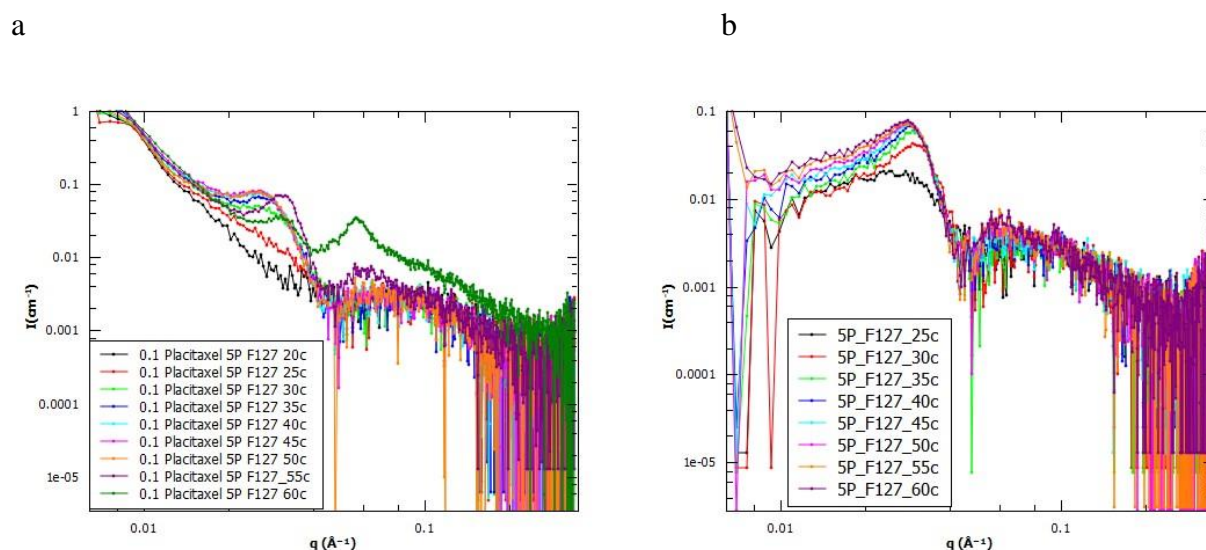 a
b
1
0.1
0.01
0.001
0.0001
1e-05
I(cm⁻¹)
0.1 Placitaxel 5P F127 20c
0.1 Placitaxel 5P F127 25c
0.1 Placitaxel 5P F127 30c
0.1 Placitaxel 5P F127 35c
0.1 Placitaxel 5P F127 40c
0.1 Placitaxel 5P F127 45c
0.1 Placitaxel 5P F127 50c
0.1 Placitaxel 5P F127_55c
0.1 Placitaxel 5P F127 60c
0.01
0.1
q (Å⁻¹)
0.1
0.01
0.001
0.0001
1e-05
I(cm⁻¹)
5P_F127_25c
5P_F127_30c
5P_F127_35c
5P_F127_40c
5P_F127_45c
5P_F127_50c
5P_F127_55c
5P_F127_60c
0.01
0.1
q (Å⁻¹)